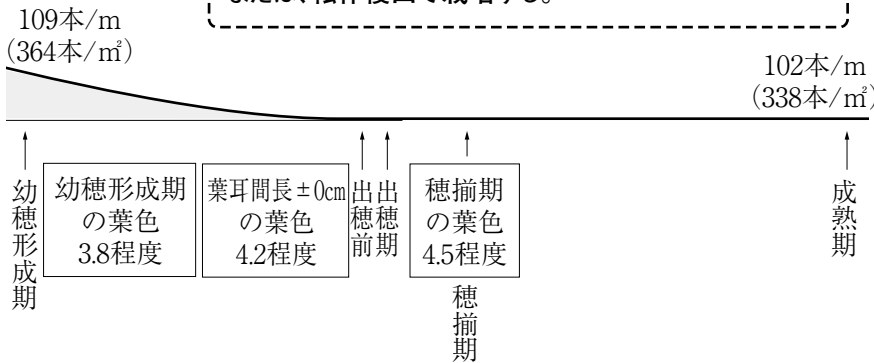 109本/m
(364本/㎡)
102本/m
(338本/㎡)
幼穂形成期
幼穂形成期
の葉色
3.8程度
葉耳間長±0cm
の葉色
4.2程度
出穂前
出穂期
穂揃期
の葉色
4.5程度
穂揃期
成熟期